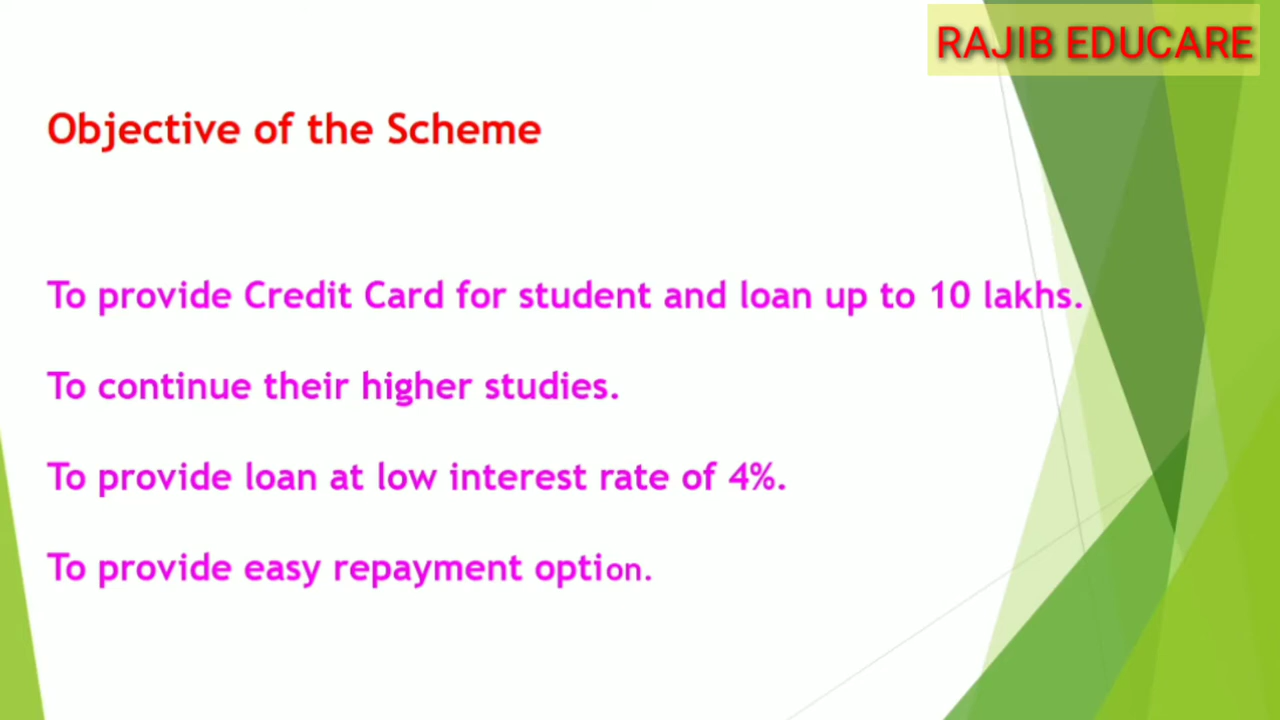 RAJIB EDUCARE
Objective of the Scheme
To provide Credit Card for student and loan up to 10 lakhs.
To continue their higher studies.
To provide loan at low interest rate of 4%.
To provide easy repayment option.